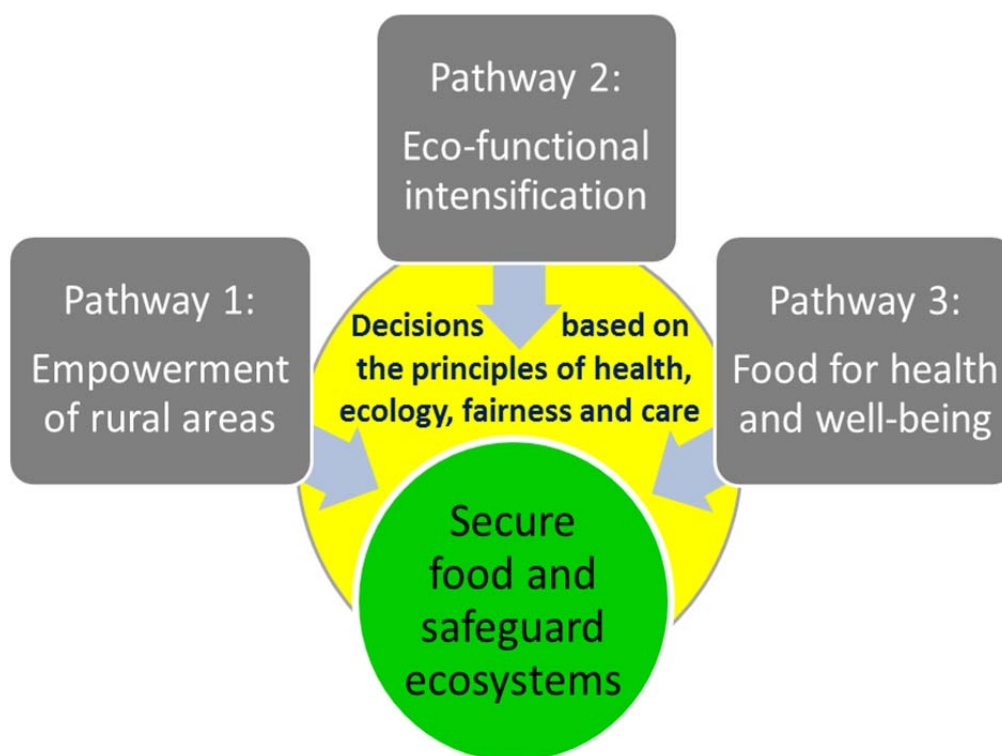 Pathway 1:
Empowerment
of rural areas
Pathway 2:
Eco-functional
intensification
Pathway 3:
Food for health
and well-being
Decisions based on
the principles of health,
ecology, fairness and care
Secure
food and
safeguard
ecosystems